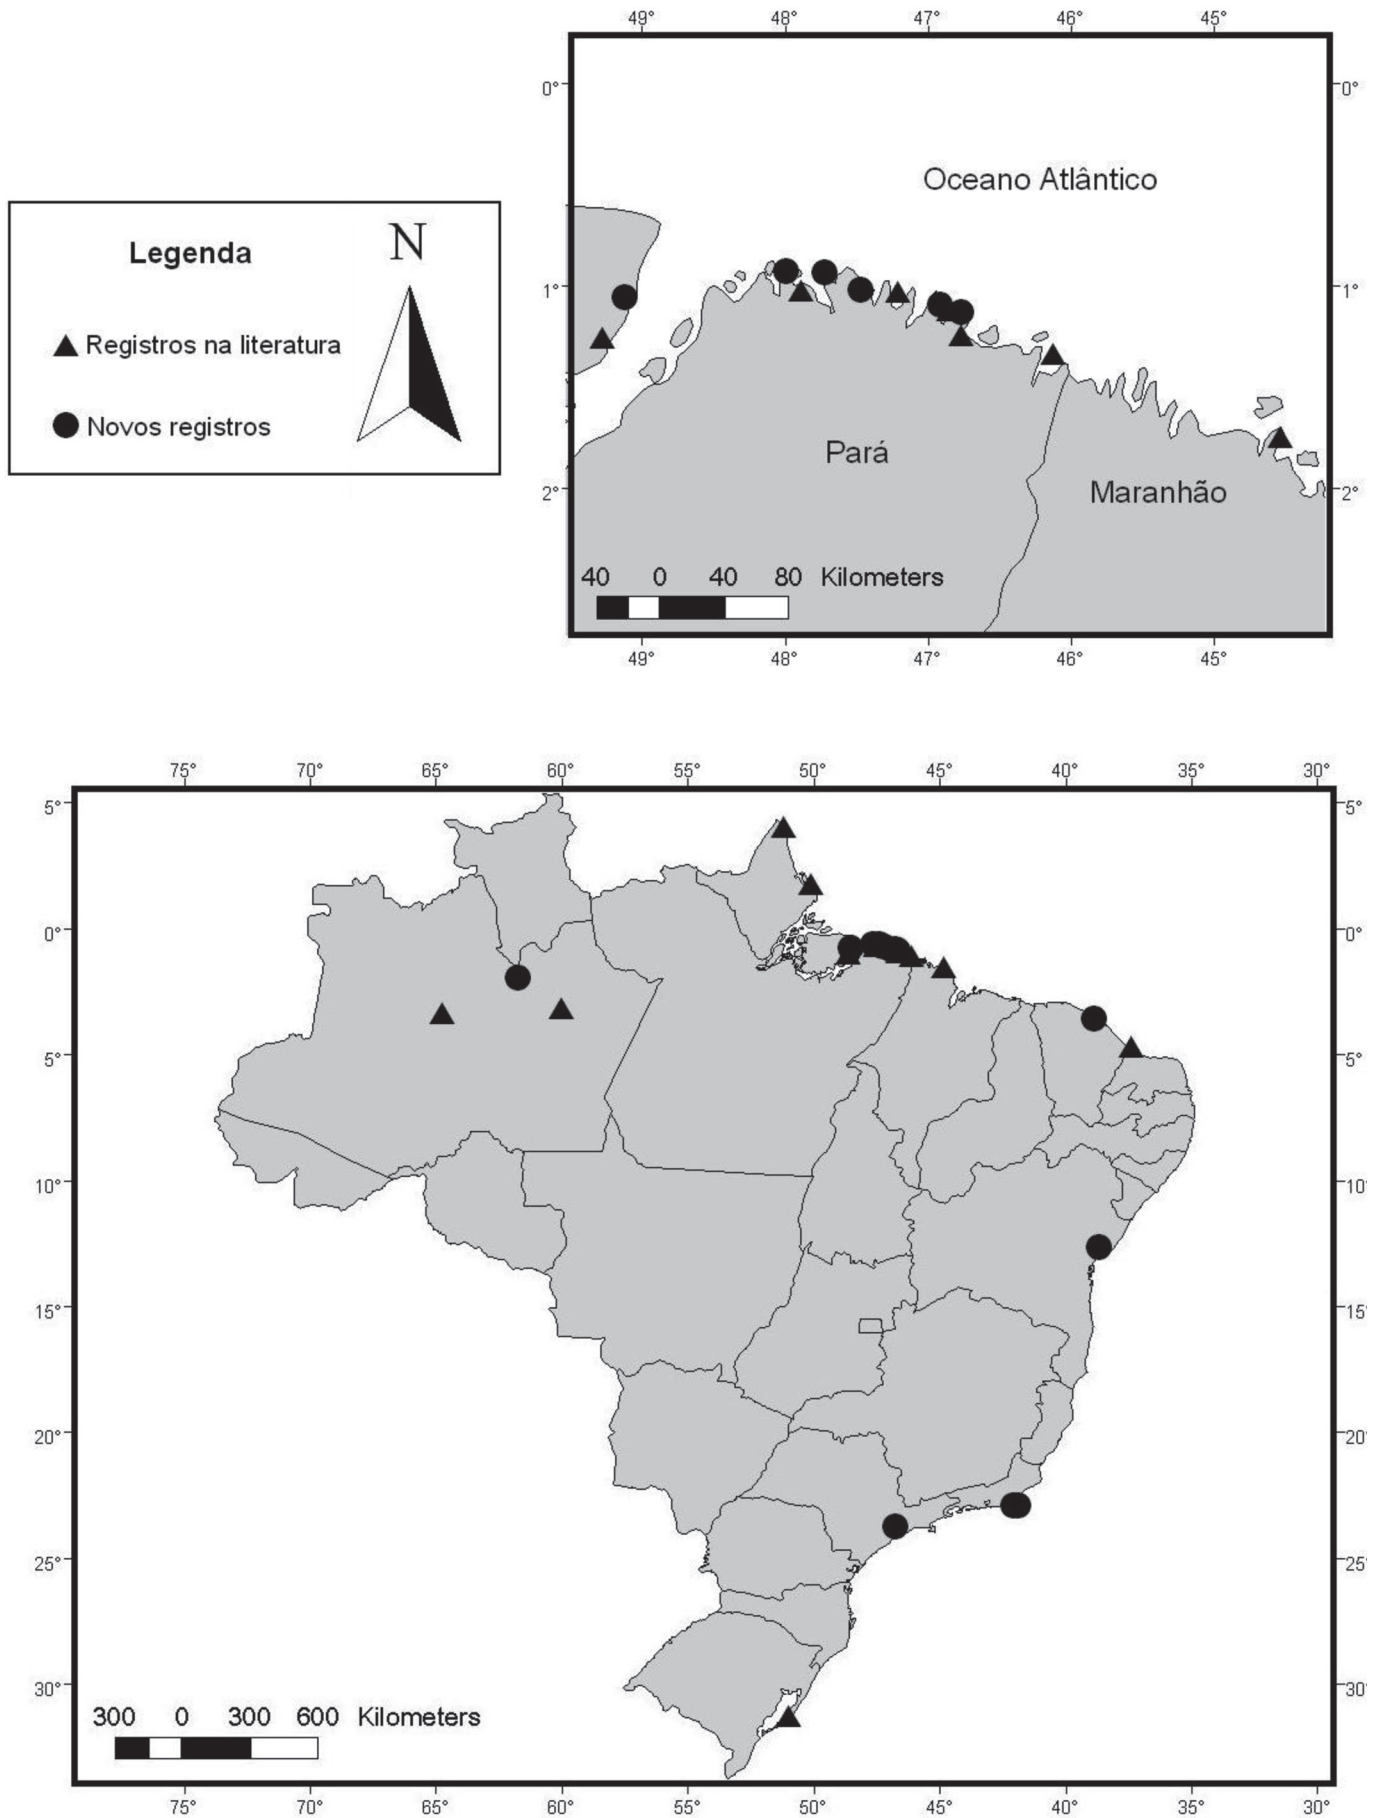 49° 48° 47° 46° 45°
0° 0°
Oceano Atlântico
Legenda
N
Registros na literatura
Novos registros
1° 1°
Pará
Maranhão
2° 2°
40 0 40 80 Kilometers
49° 48° 47° 46° 45°
75° 70° 65° 60° 55° 50° 45° 40° 35° 30°
5° 5°
0° 0°
5° 5°
10° 10°
15° 15°
20° 20°
25° 25°
30° 30°
300 0 300 600 Kilometers
75° 70° 65° 60° 55° 50° 45° 40° 35° 30°